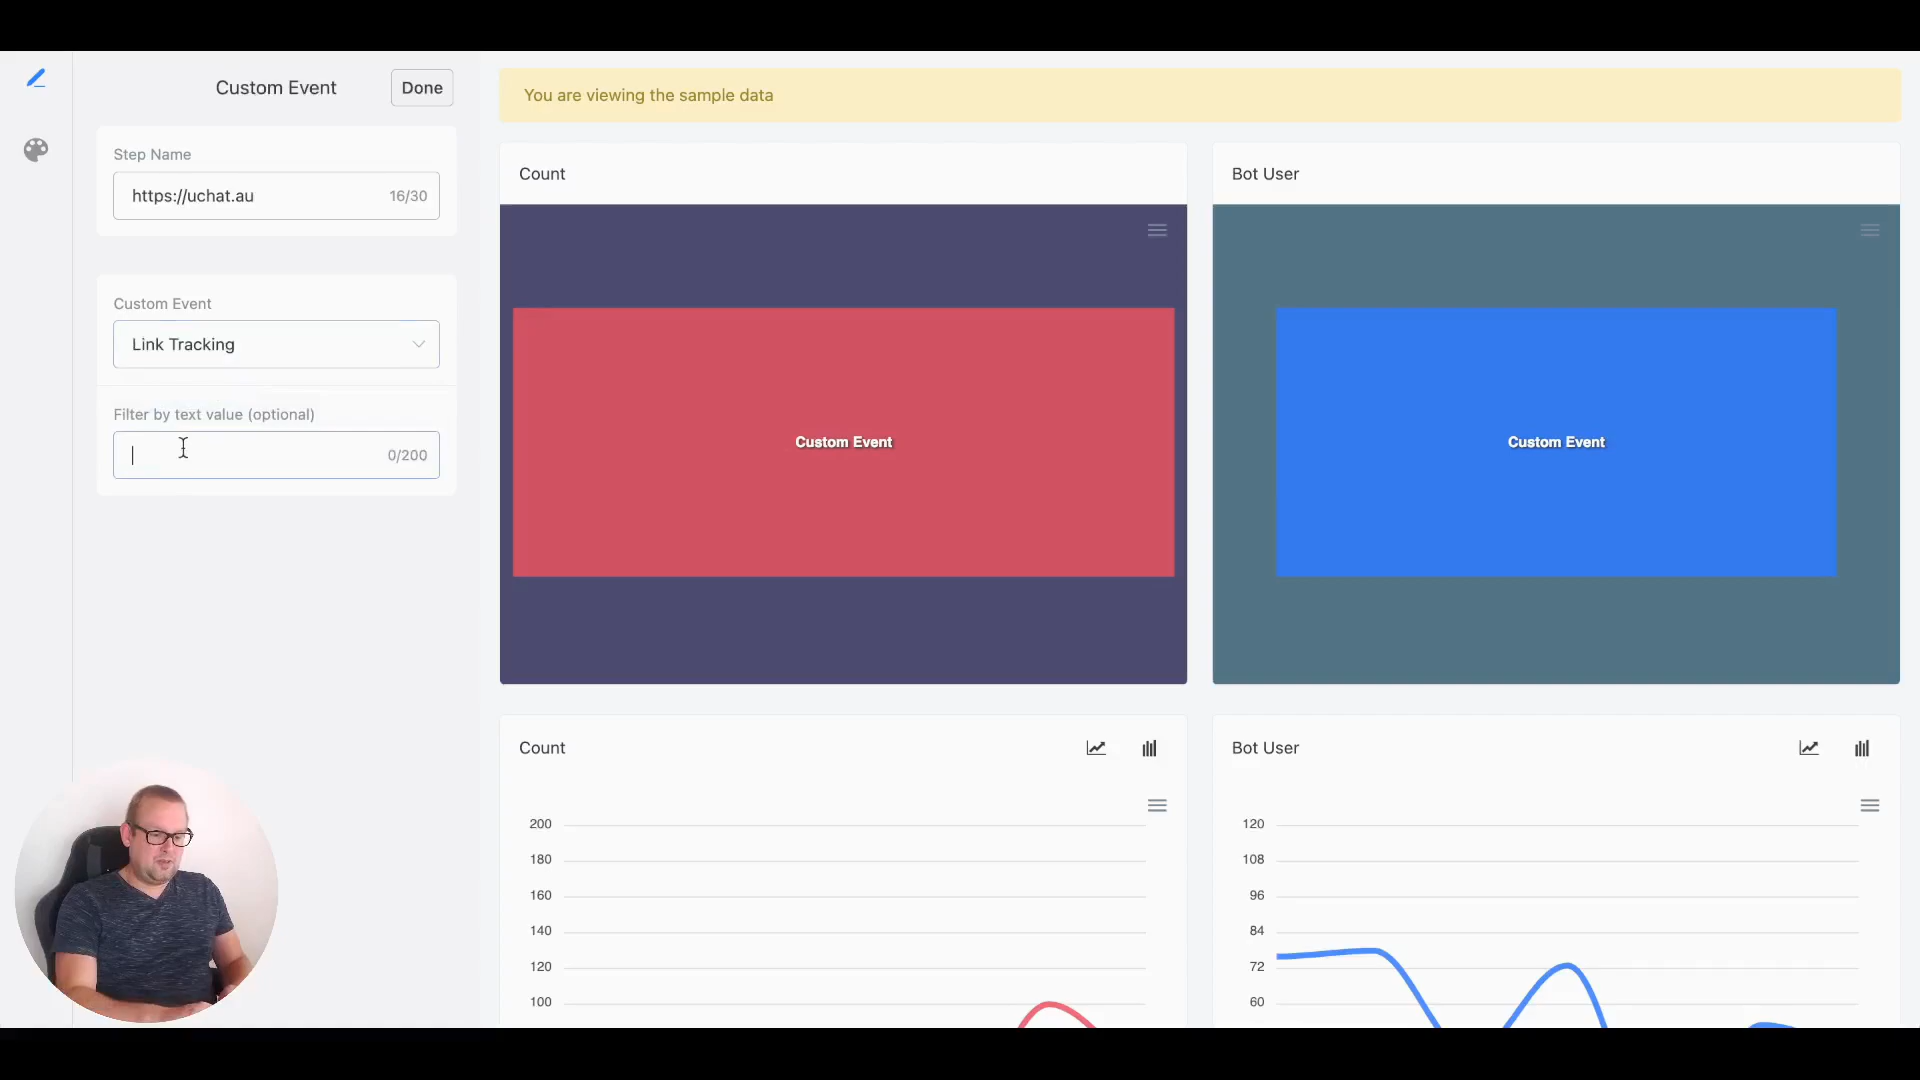 Custom Event
Done
Step Name
https://uchat.au
16/30
Custom Event
Link Tracking
Filter by text value (optional)
0/200
You are viewing the sample data
Count
Custom Event
Bot User
Custom Event
Count
200
180
160
140
120
100
Bot User
120
108
96
84
72
60